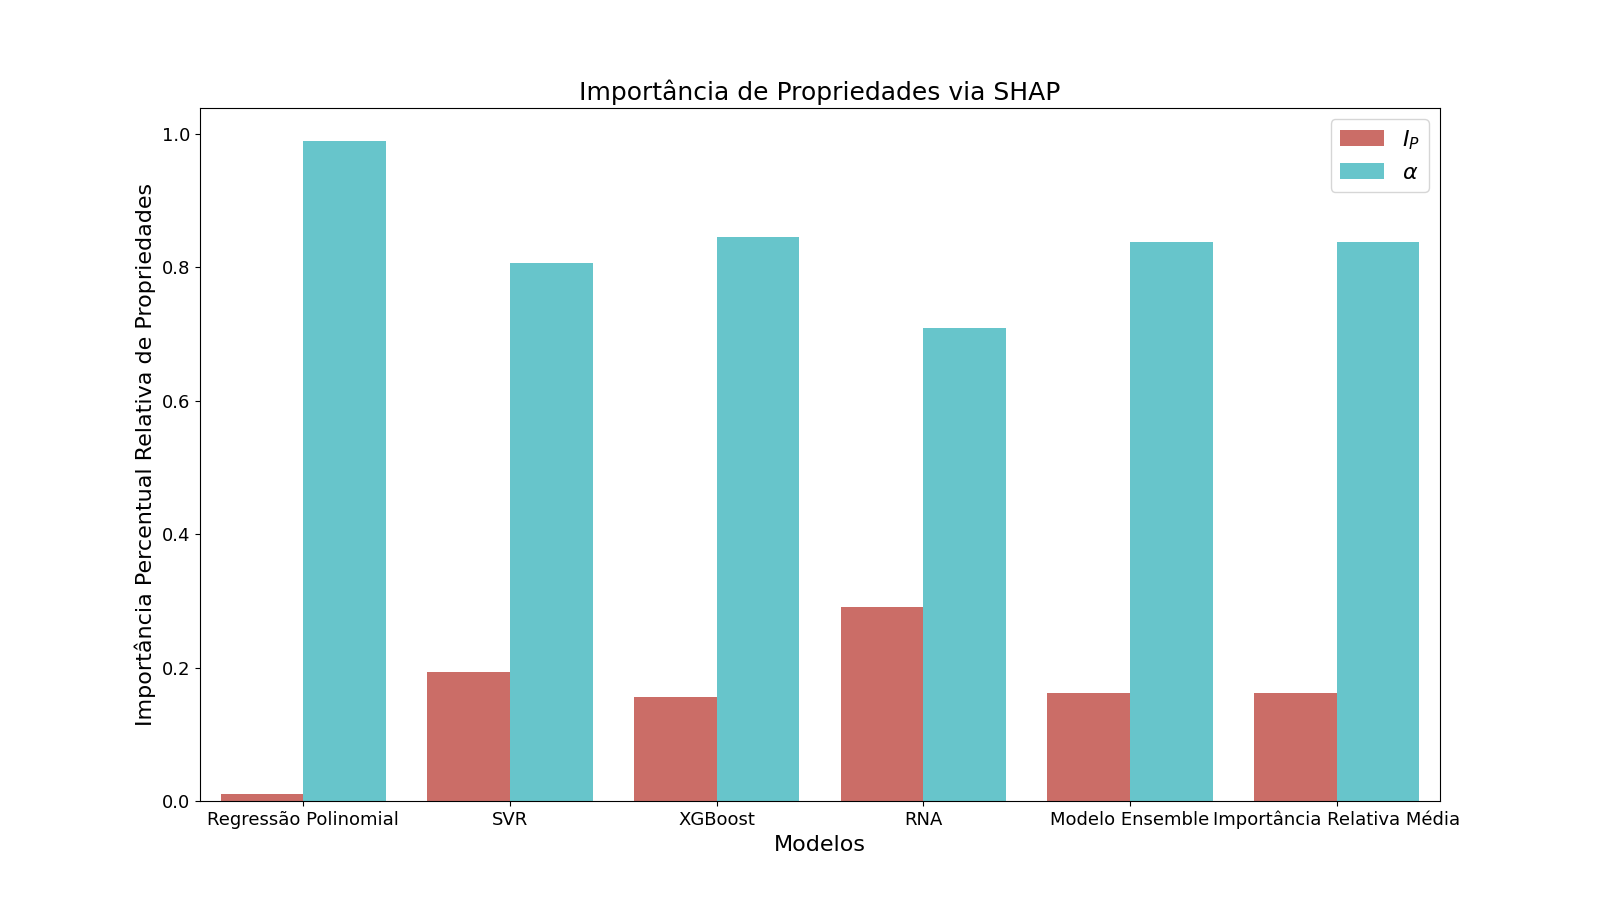 Importância de Propriedades via SHAP
I_P
α
Importância Percentual Relativa de Propriedades
1.0
0.8
0.6
0.4
0.2
0.0
Regressão Polinomial SVR XGBoost RNA Modelo Ensemble Importância Relativa Média
Modelos